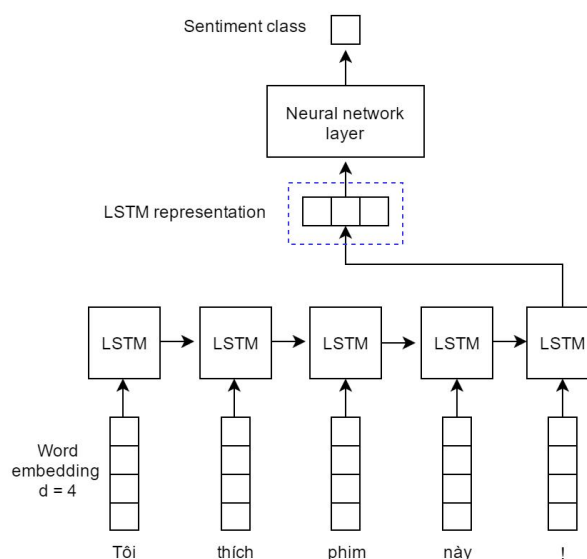 Sentiment class
Neural network
layer
LSTM representation
LSTM
LSTM
LSTM
LSTM
LSTM
Word
embedding
d = 4
Tôi
thích
phim
này
!